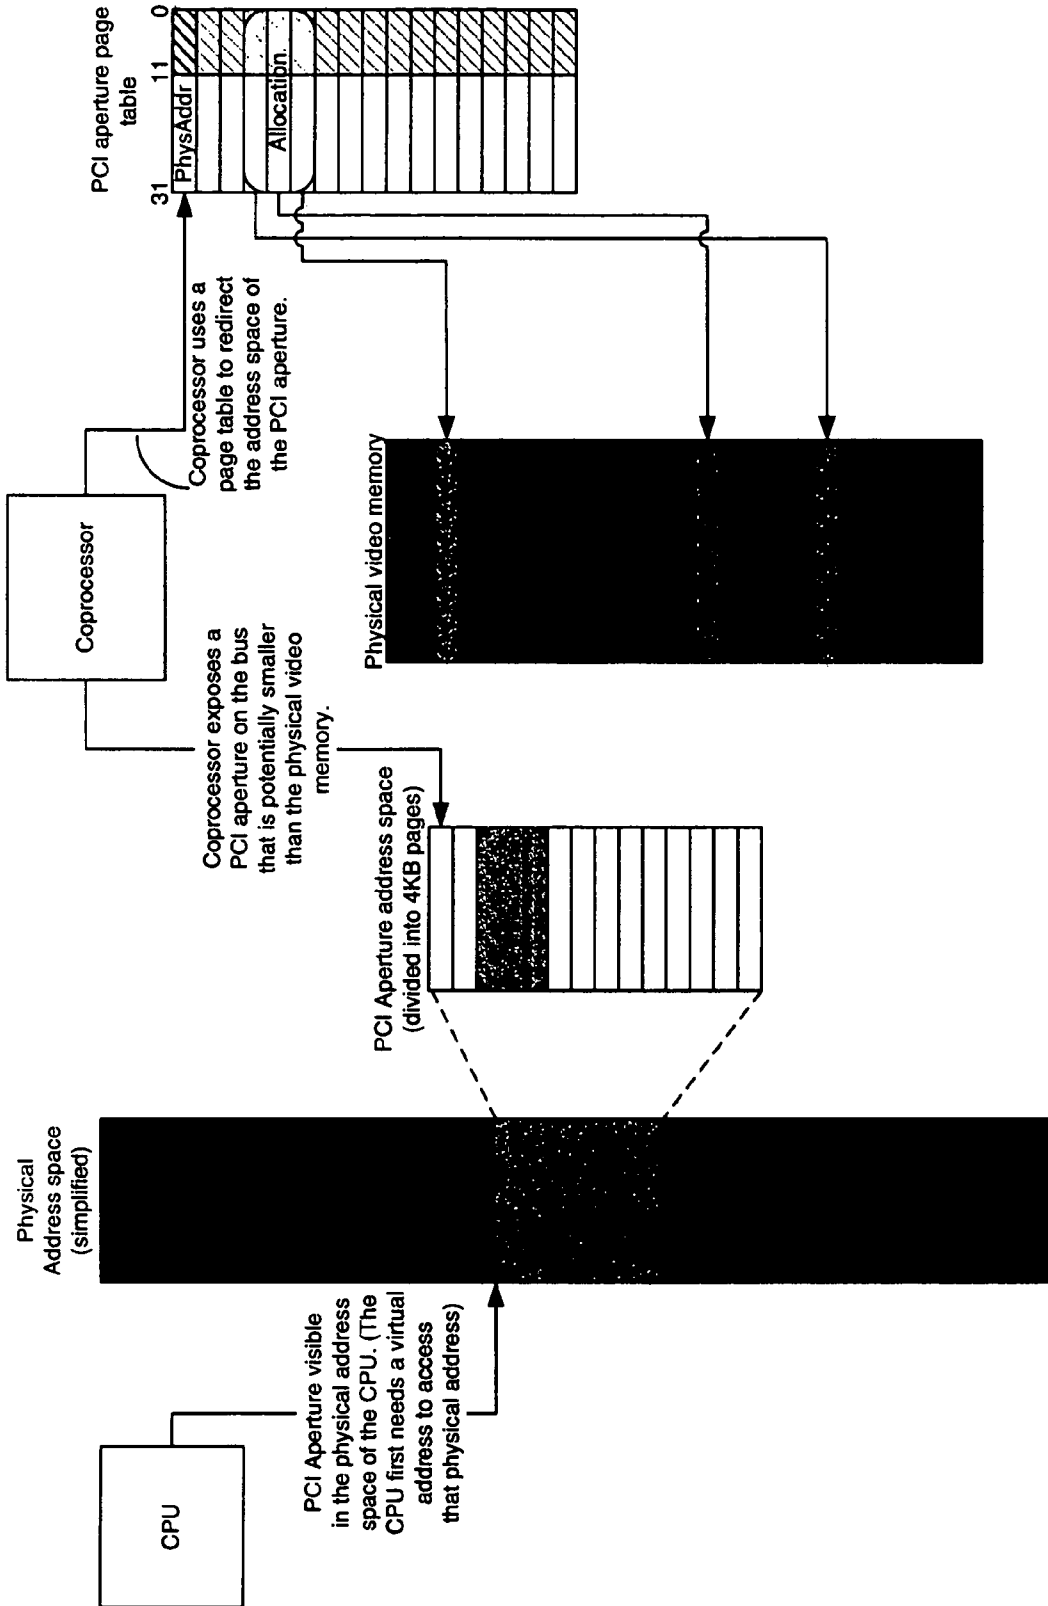 CPU
PCI Aperture visible
in the physical address
space of the CPU. (The
CPU first needs a virtual
address to access
that physical address)
Physical
Address space
(simplified)
PCI Aperture address space
(divided into 4KB pages)
Coprocessor exposes a
PCI aperture on the bus
that is potentially smaller
than the physical video
memory.
Coprocessor
Physical video memory
Coprocessor uses a
page table to redirect
the address space of
the PCI aperture.
PCI aperture page
table
31
11
0
PhysAddr
Allocation